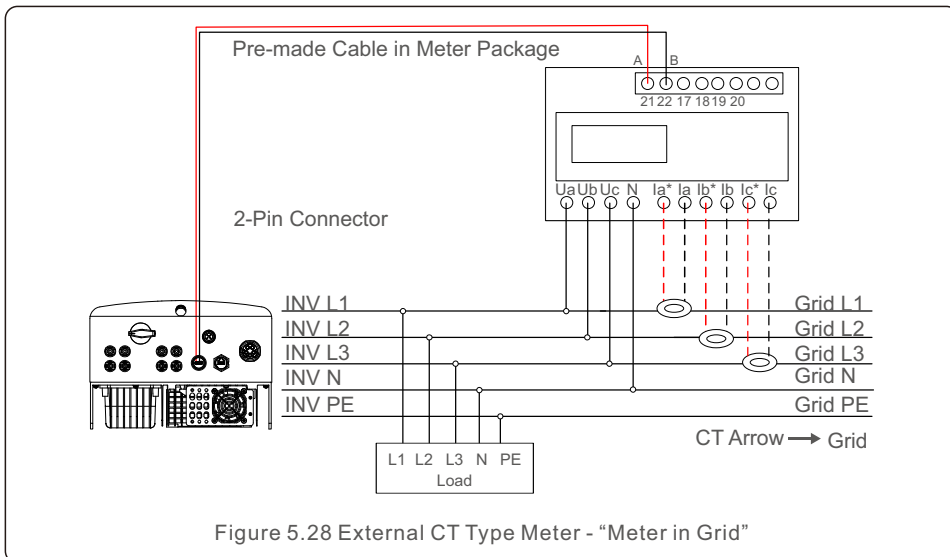 Pre-made Cable in Meter Package
A B
21 22 17 18 19 20
Ua Ub Uc N Ia* Ia Ib* Ib Ic* Ic
2-Pin Connector
INV L1 Grid L1
INV L2 Grid L2
INV L3 Grid L3
INV N Grid N
INV PE Grid PE
CT Arrow → Grid
L1 L2 L3 N PE
Load
Figure 5.28 External CT Type Meter - “Meter in Grid”